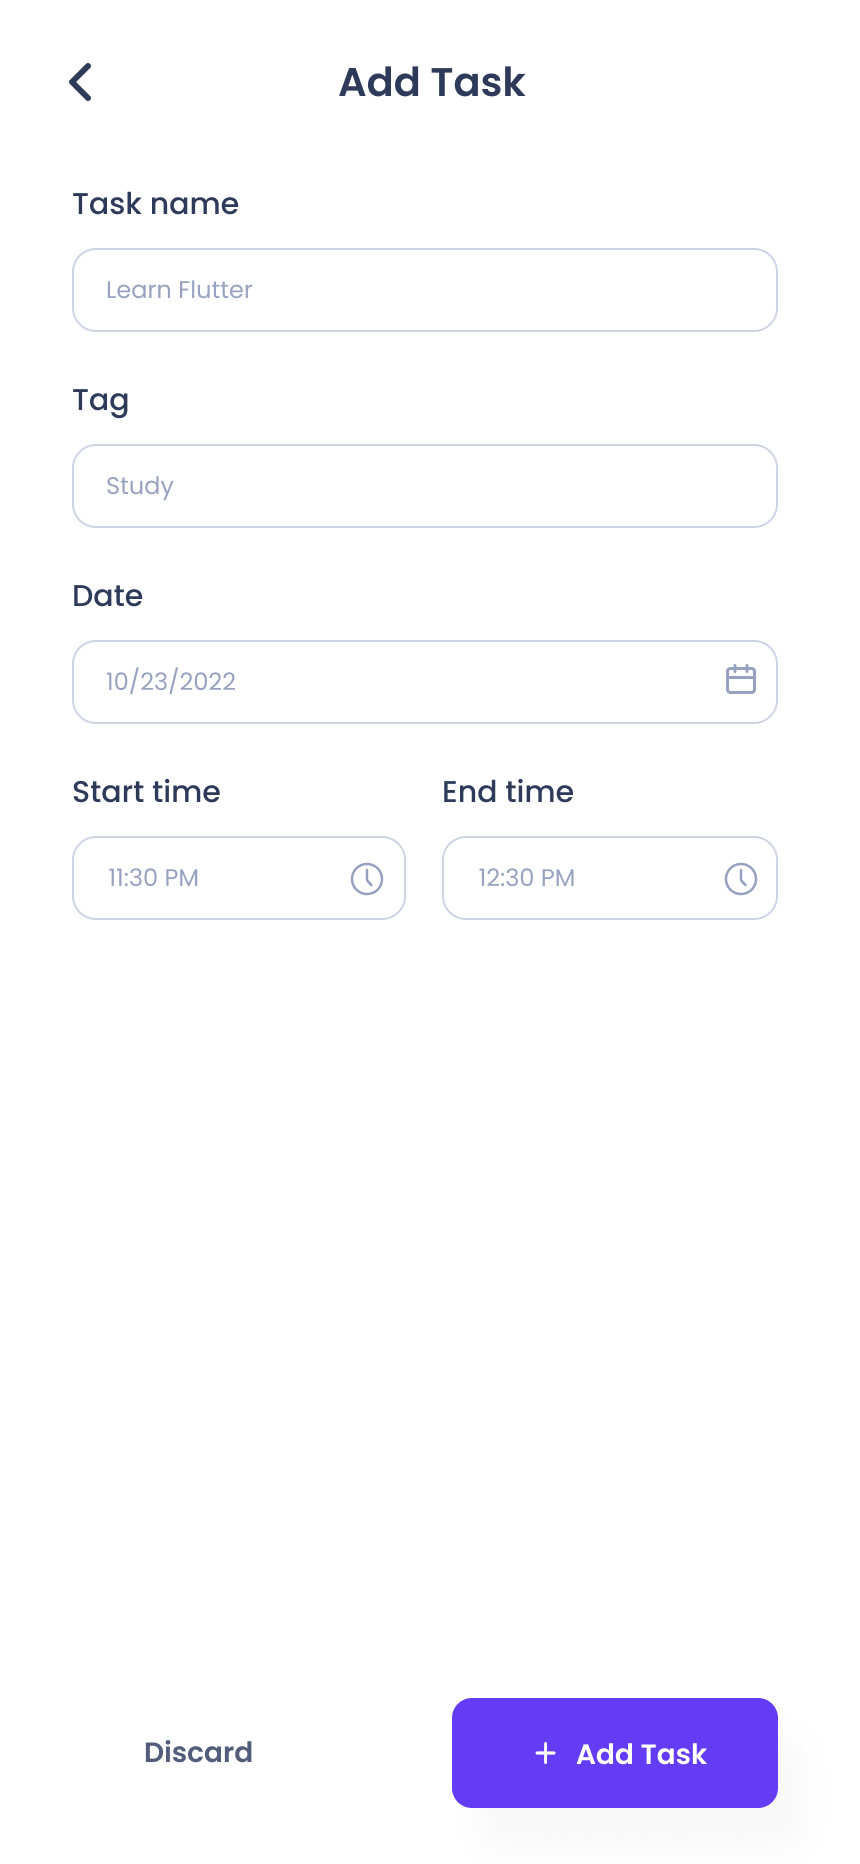 Add Task
Task name
Learn Flutter
Tag
Study
Date
10/23/2022
Start time
End time
11:30 PM
12:30 PM
Discard
+ Add Task